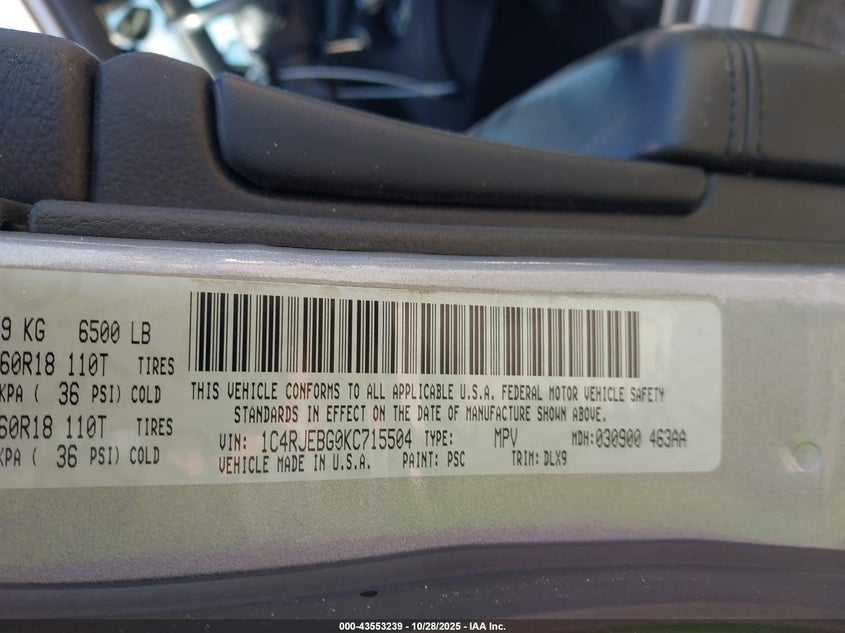 9 KG 6500 LB
60R18 110T TIRES
KPA ( 36 PSI) COLD
60R18 110T TIRES
KPA ( 36 PSI) COLD
THIS VEHICLE CONFORMS TO ALL APPLICABLE U.S.A. FEDERAL MOTOR VEHICLE SAFETY
STANDARDS IN EFFECT ON THE DATE OF MANUFACTURE SHOWN ABOVE.
VIN: 1C4RJEBG0KC715504 TYPE: MPV MDH:030900 463AA
VEHICLE MADE IN U.S.A. PAINT: PSC TRIM: DLX9
000-43553239 - 10/28/2025 - IAA Inc.